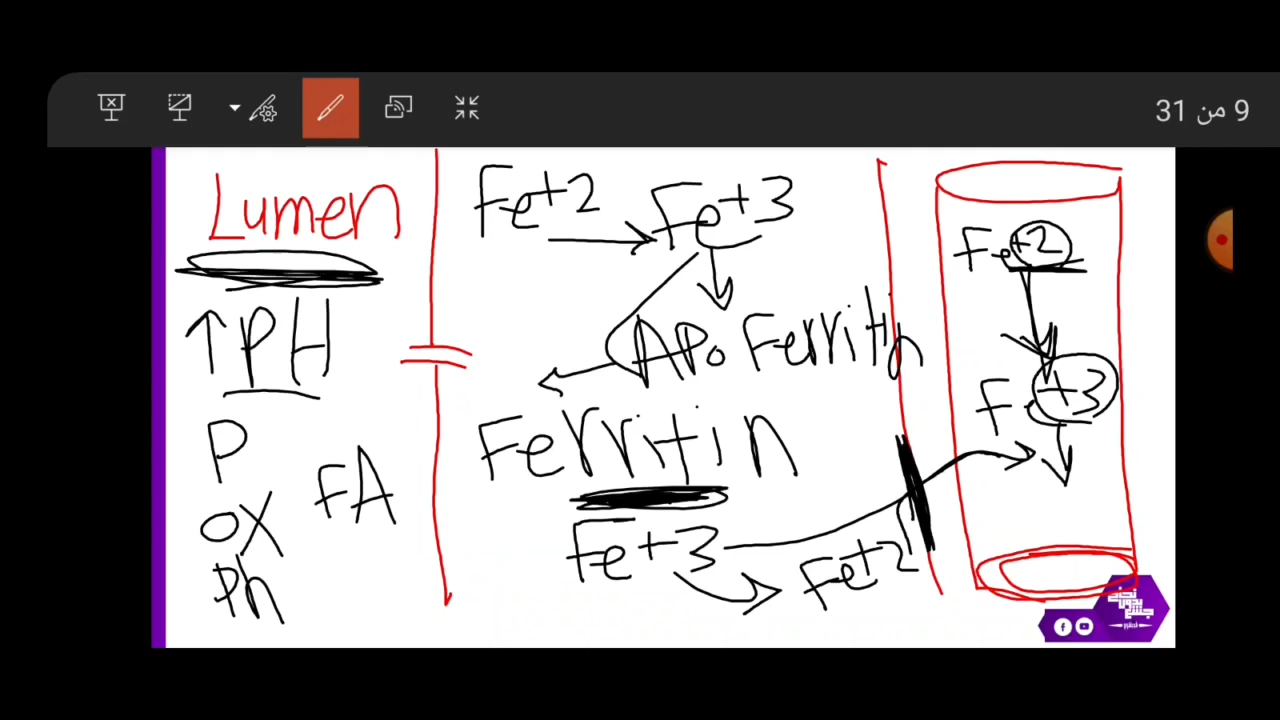 9 من 31
Lumen
↑PH
P
OX
Ph
FA
Fe+2 → Fe+3
APo Ferritin
Ferritin
Fe+3
Fe+2
Fe+2
Fe+3